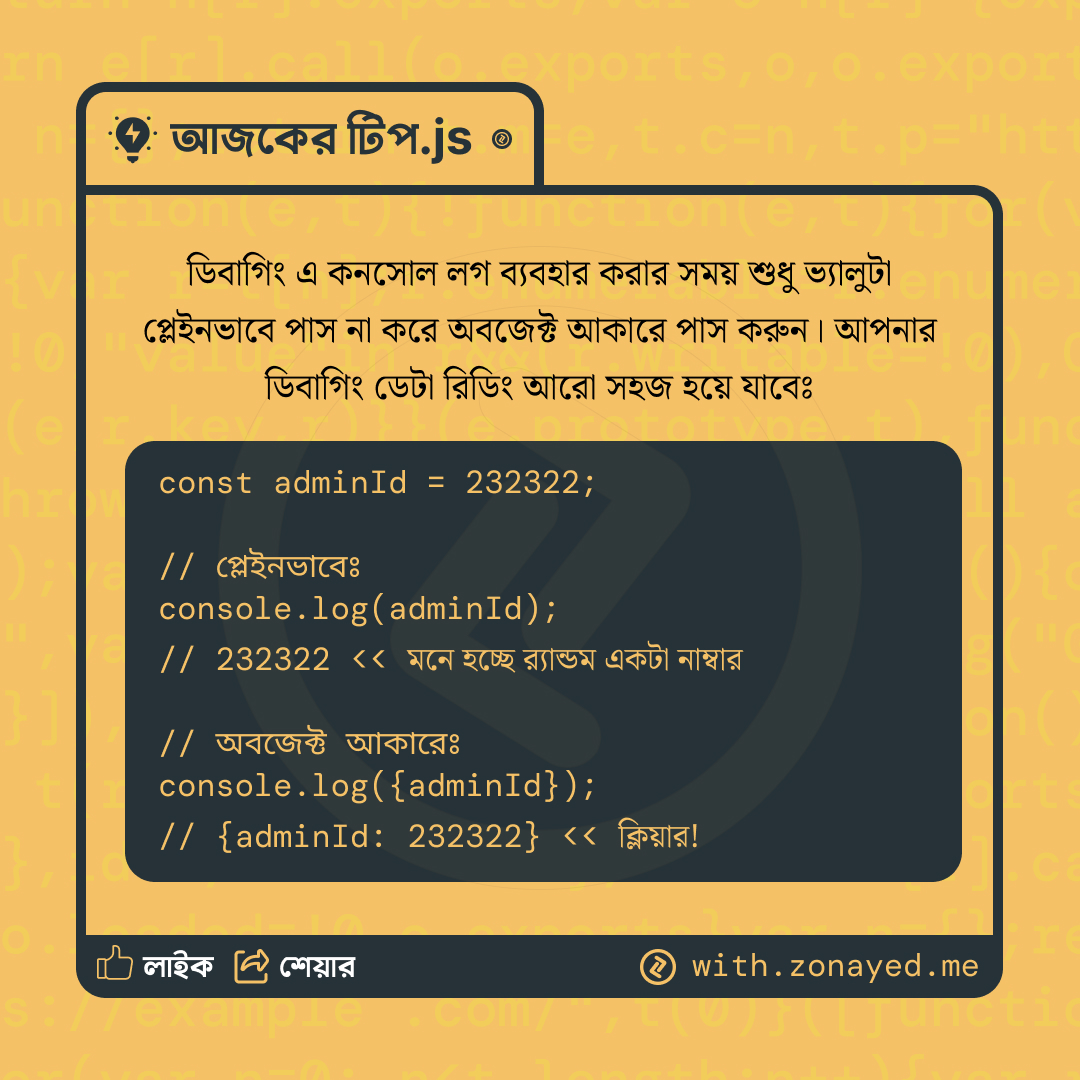 আজকের টিপ.js
ডিবাগিং এ কনসোল লগ ব্যবহার করার সময় শুধু ভ্যালুটা
প্লেইনভাবে পাস না করে অবজেক্ট আকারে পাস করুন। আপনার
ডিবাগিং ডেটা রিডিং আরো সহজ হয়ে যাবেঃ
const adminId = 232322;
// প্লেইনভাবেঃ
console.log(adminId);
// 232322 << মনে হচ্ছে র‍্যান্ডম একটা নাম্বার
// অবজেক্ট আকারেঃ
console.log({adminId});
// {adminId: 232322} << ক্লিয়ার!
লাইক শেয়ার with.zonayed.me